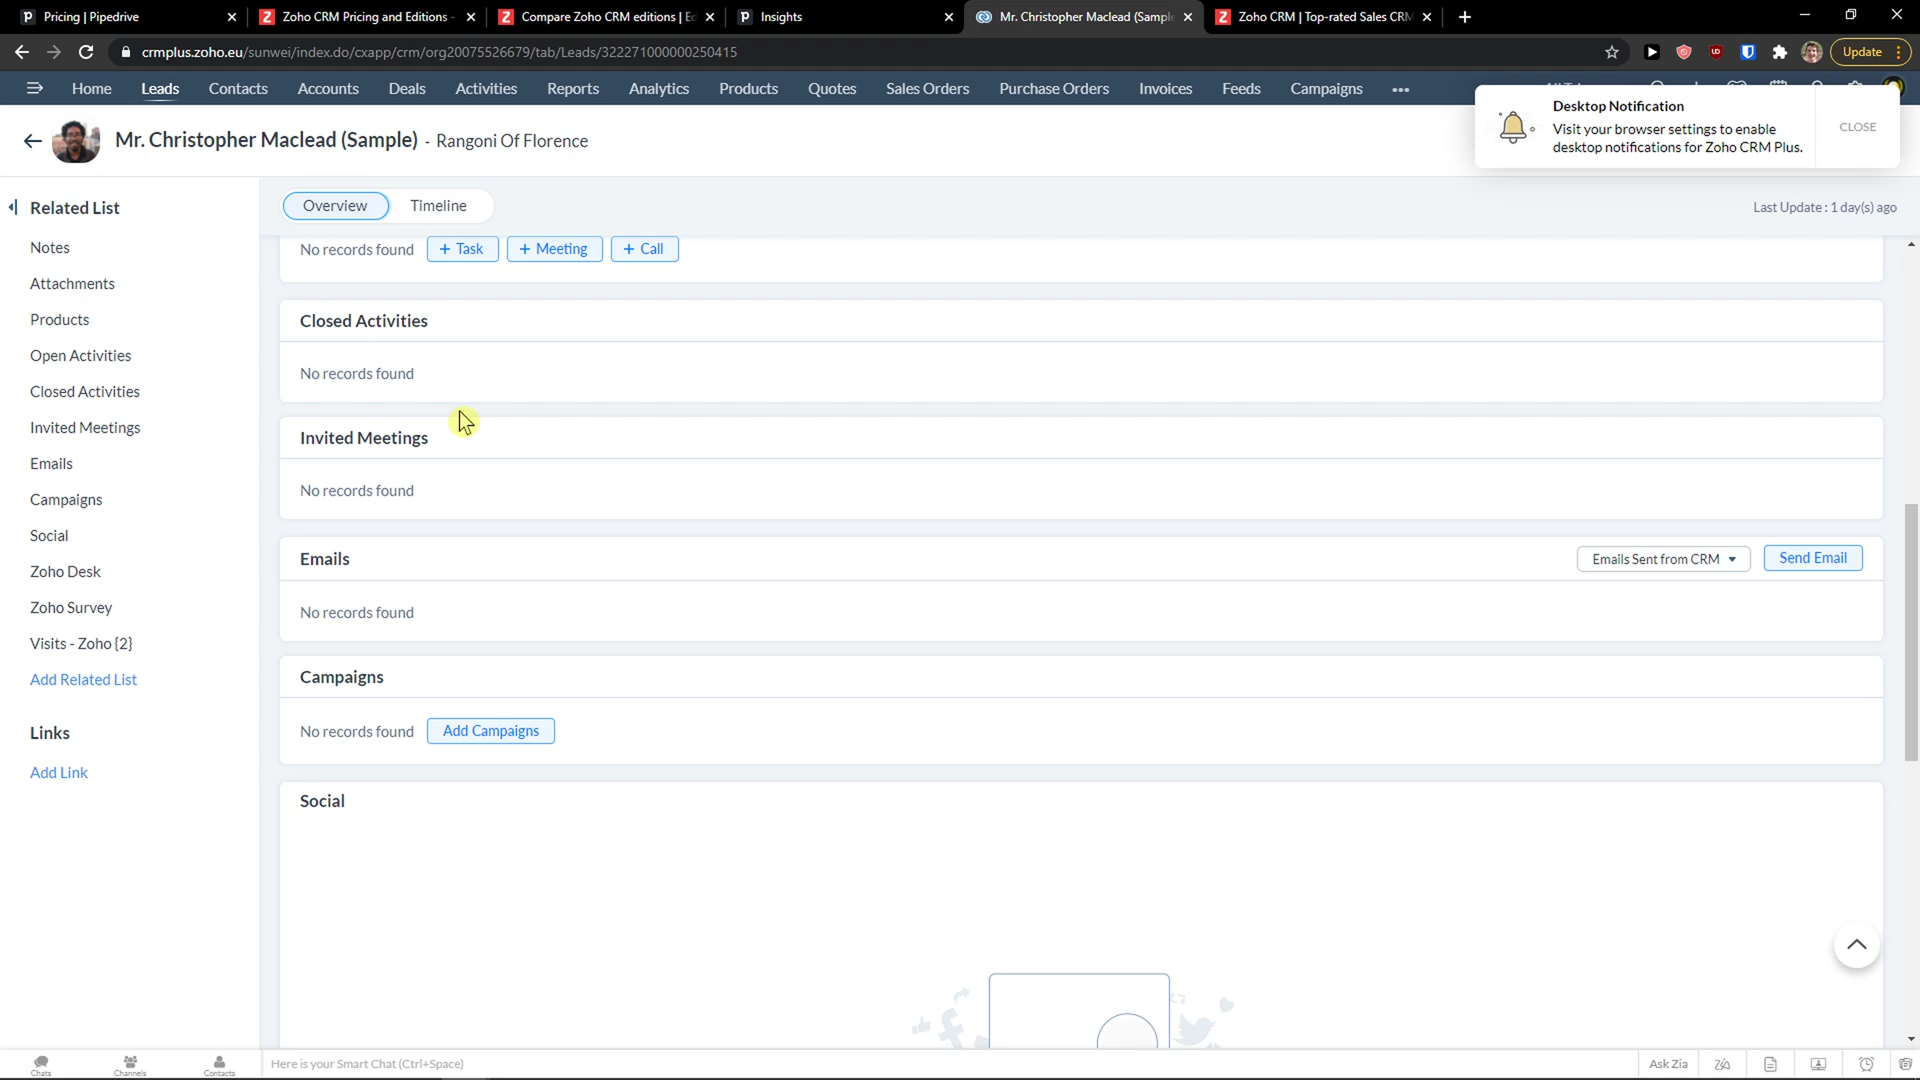 Pricing | Pipedrive
Zoho CRM Pricing and Editions -
Compare Zoho CRM editions | Ec
Insights
Mr. Christopher Maclead (Sample
Zoho CRM | Top-rated Sales CRM
crmplus.zoho.eu/sunwei/index.do/cxapp/crm/org20075526679/tab/Leads/322271000000250415
Update
Home Leads Contacts Accounts Deals Activities Reports Analytics Products Quotes Sales Orders Purchase Orders Invoices Feeds Campaigns •••
Desktop Notification
Visit your browser settings to enable
desktop notifications for Zoho CRM Plus.
CLOSE
Mr. Christopher Maclead (Sample) - Rangoni Of Florence
Related List
Notes
Attachments
Products
Open Activities
Closed Activities
Invited Meetings
Emails
Campaigns
Social
Zoho Desk
Zoho Survey
Visits - Zoho {2}
Add Related List
Links
Add Link
Overview Timeline
Last Update : 1 day(s) ago
No records found + Task + Meeting + Call
Closed Activities
No records found
Invited Meetings
No records found
Emails
Emails Sent from CRM
Send Email
No records found
Campaigns
No records found Add Campaigns
Social
Chats
Channels
Contacts
Here is your Smart Chat (Ctrl+Space)
Ask Zia